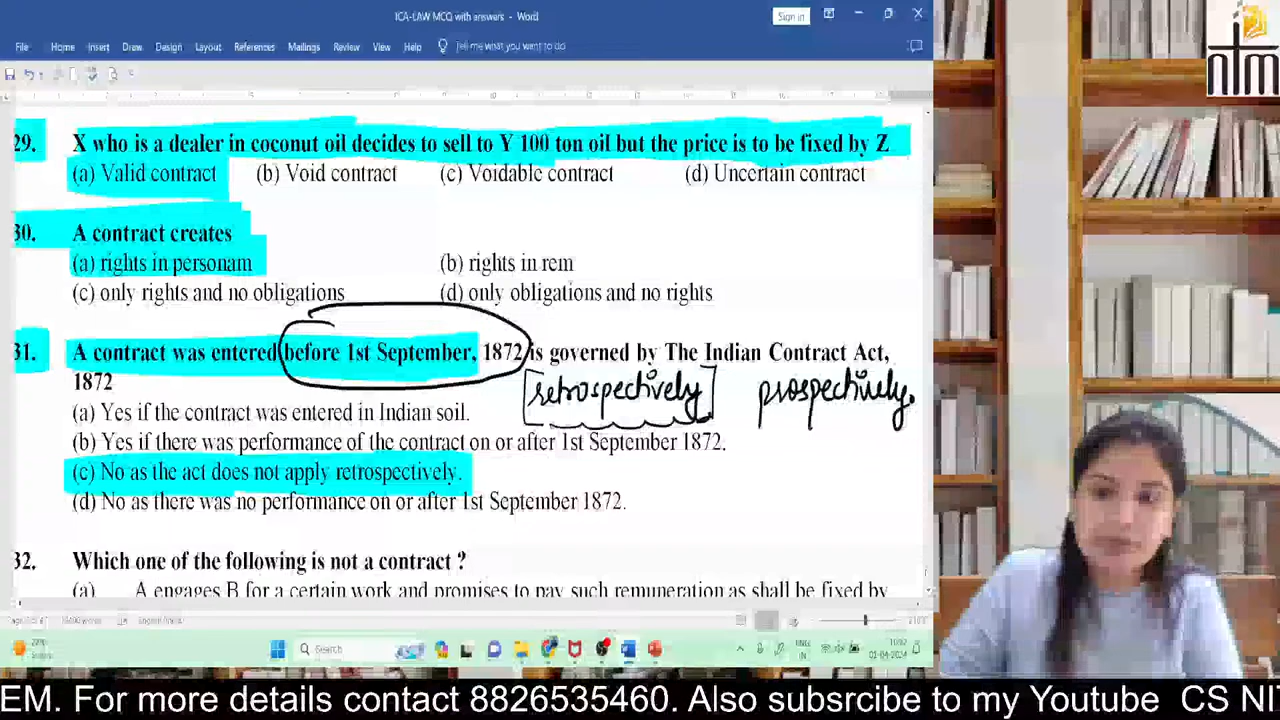 ICA-LAW MCQ with answers - Word
Sign in
File Home Insert Draw Design Layout References Mailings Review View Help Tell me what you want to do
29. X who is a dealer in coconut oil decides to sell to Y 100 ton oil but the price is to be fixed by Z
(a) Valid contract (b) Void contract (c) Voidable contract (d) Uncertain contract
30. A contract creates
(a) rights in personam (b) rights in rem
(c) only rights and no obligations (d) only obligations and no rights
31. A contract was entered before 1st September, 1872 is governed by The Indian Contract Act,
1872
retrospectively prospectively.
(a) Yes if the contract was entered in Indian soil.
(b) Yes if there was performance of the contract on or after 1st September 1872.
(c) No as the act does not apply retrospectively.
(d) No as there was no performance on or after 1st September 1872.
32. Which one of the following is not a contract ?
(a) A engages B for a certain work and promises to pay such remuneration as shall be fixed by
Search
ENG
IN
10:02
01-04-2024
nтm
EM. For more details contact 8826535460. Also subsrcibe to my Youtube CS NI